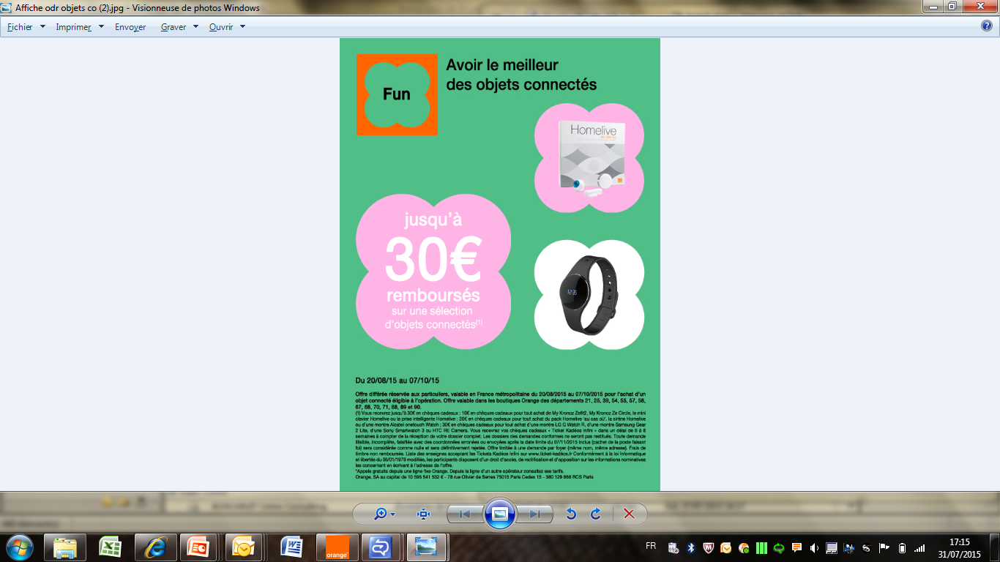 Affiche odr objets co (2).jpg - Visionneuse de photos Windows
Fichier Imprimer Envoyer Graver Ouvrir
Fun
Avoir le meilleur
des objets connectés
Homelive
jusqu'à
30€
remboursés
sur une sélection
d'objets connectés(1)
12:35
Du 20/08/15 au 07/10/15
Offre différée réservée aux particuliers, valable en France métropolitaine du 20/08/2015 au 07/10/2015 pour l'achat d'un
objet connecté éligible à l'opération. Offre valable dans les boutiques Orange des départements 21, 25, 39, 54, 55, 57, 58,
67, 68, 70, 71, 88, 89 et 90.
(1) Vous recevrez jusqu'à 30€ en chèques cadeaux : 10€ en chèques cadeaux pour tout achat de My Kronoz Zefit2, My Kronoz Ze Circle, le mini
clavier Homelive ou la prise intelligente Homelive ; 20€ en chèques cadeaux pour tout achat du pack Homelive 'au cas où', la sirène Homelive
ou d'une montre Alcatel onetouch Watch ; 30€ en chèques cadeaux pour tout achat d'une montre LG G Watch R, d'une montre Samsung Gear
2 Lite, d'une Sony Smartwatch 3 ou HTC RE Camera. Vous recevrez vos chèques cadeaux « Ticket Kadéos Infini » dans un délai de 6 à 8
semaines à compter de la réception de votre dossier complet. Les dossiers des demandes conformes ne seront pas restitués. Toute demande
illisible, incomplète, falsifiée avec des coordonnées erronées ou envoyées après la date limite du 07/11/2015 inclus (cachet de la poste faisant
foi) sera considérée comme nulle et sera définitivement rejetée. Offre limitée à une demande par foyer (même nom, même adresse). Frais de
timbre non remboursés. Liste des enseignes acceptant les Tickets Kadéos Infini sur www.ticket-kadeos.fr Conformément à la loi Informatique
et libertés du 06/01/1978 modifiée, les participants disposent d'un droit d'accès, de rectification et d'opposition sur les informations nominatives
les concernant en écrivant à l'adresse de l'offre.
*Appels gratuits depuis une ligne fixe Orange. Depuis la ligne d'un autre opérateur consultez ses tarifs.
Orange, SA au capital de 10 595 541 532 € - 78 rue Olivier de Serres 75015 Paris Cedex 15 - 380 129 866 RCS Paris
orange
FR
17:15
31/07/2015